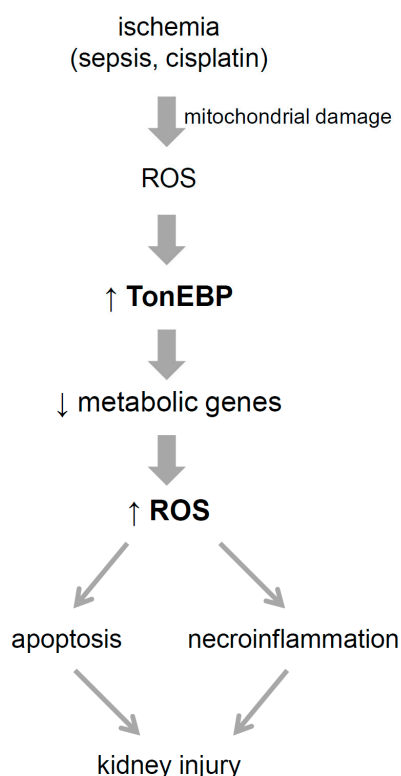 ischemia
(sepsis, cisplatin)
mitochondrial damage
ROS
↑ TonEBP
↓ metabolic genes
↑ ROS
apoptosis
necroinflammation
kidney injury